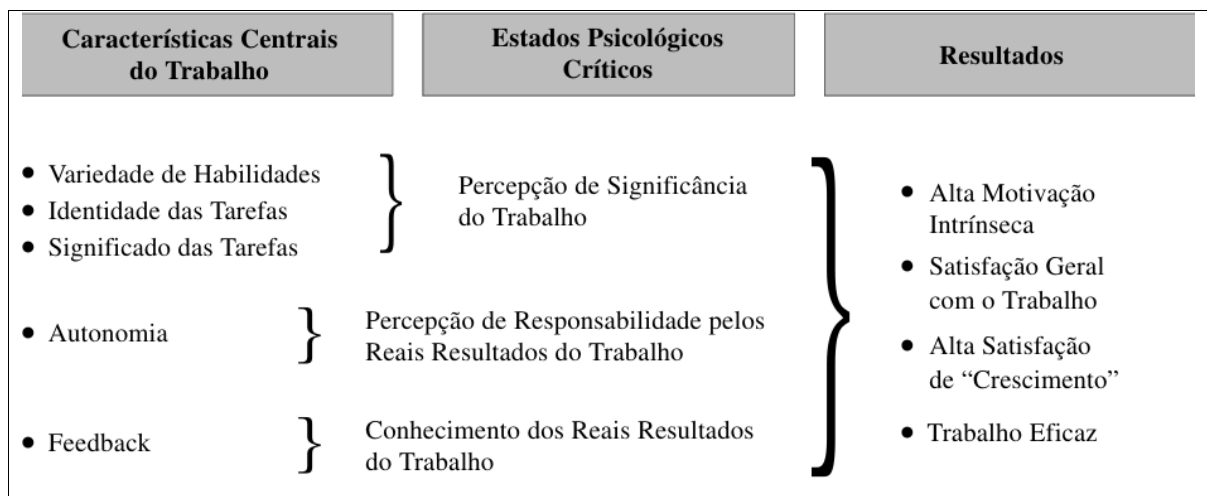 Características Centrais
do Trabalho
Estados Psicológicos
Críticos
Resultados
• Variedade de Habilidades
• Identidade das Tarefas
• Significado das Tarefas
Percepção de Significância
do Trabalho
• Autonomia
Percepção de Responsabilidade pelos
Reais Resultados do Trabalho
• Feedback
Conhecimento dos Reais Resultados
do Trabalho
• Alta Motivação
Intrínseca
• Satisfação Geral
com o Trabalho
• Alta Satisfação
de “Crescimento”
• Trabalho Eficaz